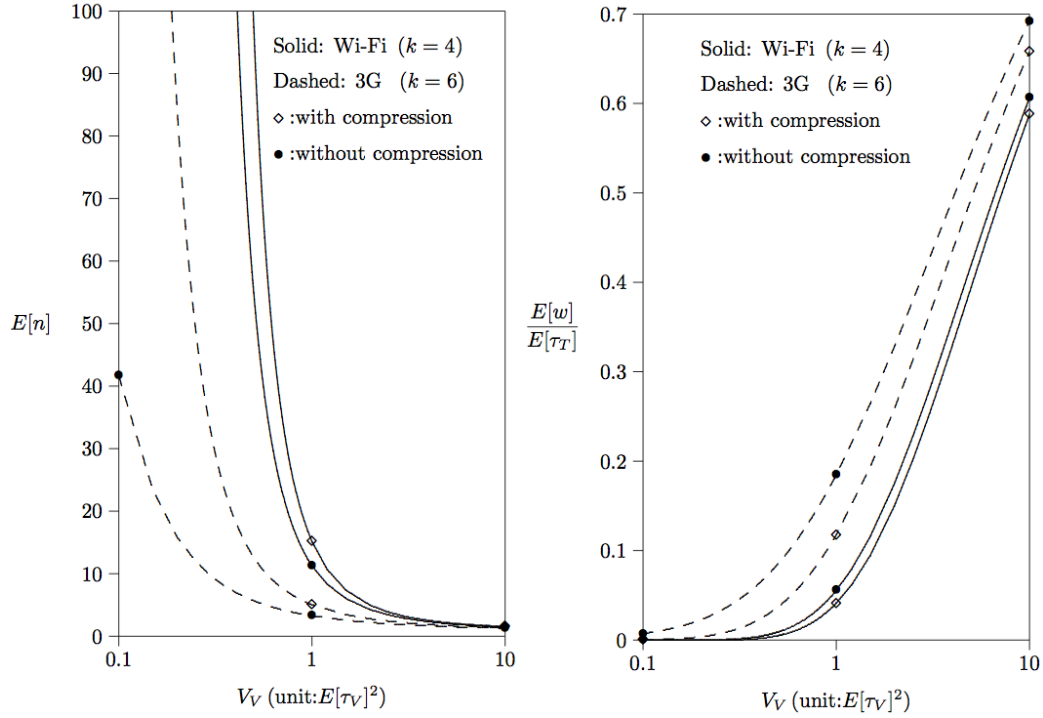 100
90
80
70
60
50
40
30
20
10
0
E[n]
Solid: Wi-Fi (k = 4)
Dashed: 3G (k = 6)
◇ :with compression
● :without compression
0.1
1
10
V_V (unit:E[τ_V]²)
0.7
0.6
0.5
0.4
0.3
0.2
0.1
0
E[w]
E[τ_T]
Solid: Wi-Fi (k = 4)
Dashed: 3G (k = 6)
◇ :with compression
● :without compression
0.1
1
10
V_V (unit:E[τ_V]²)